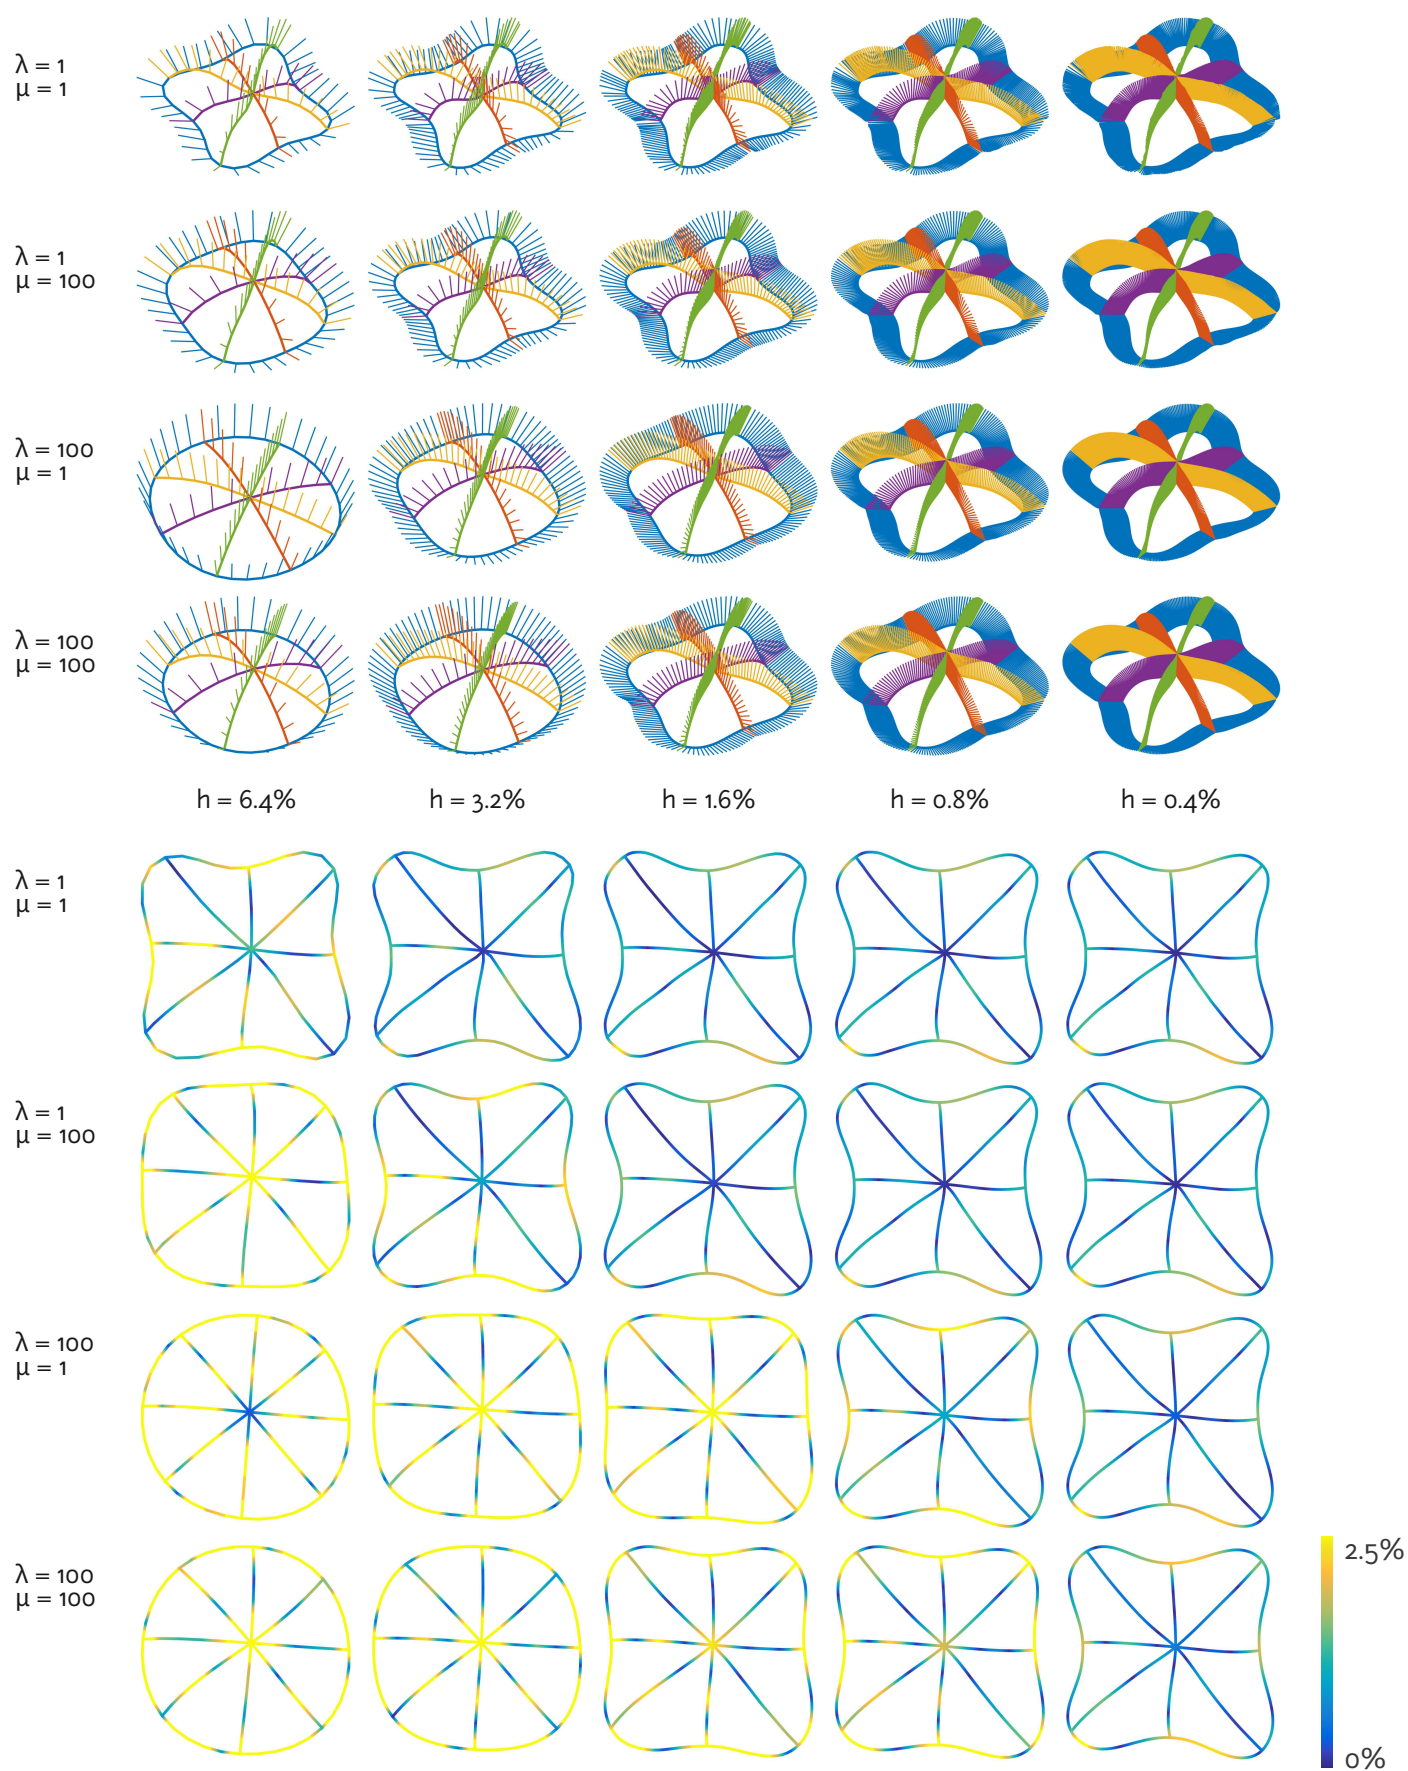 λ = 1
μ = 1
λ = 1
μ = 100
λ = 100
μ = 1
λ = 100
μ = 100
h = 6.4% h = 3.2% h = 1.6% h = 0.8% h = 0.4%
λ = 1
μ = 1
λ = 1
μ = 100
λ = 100
μ = 1
λ = 100
μ = 100
2.5%
0%